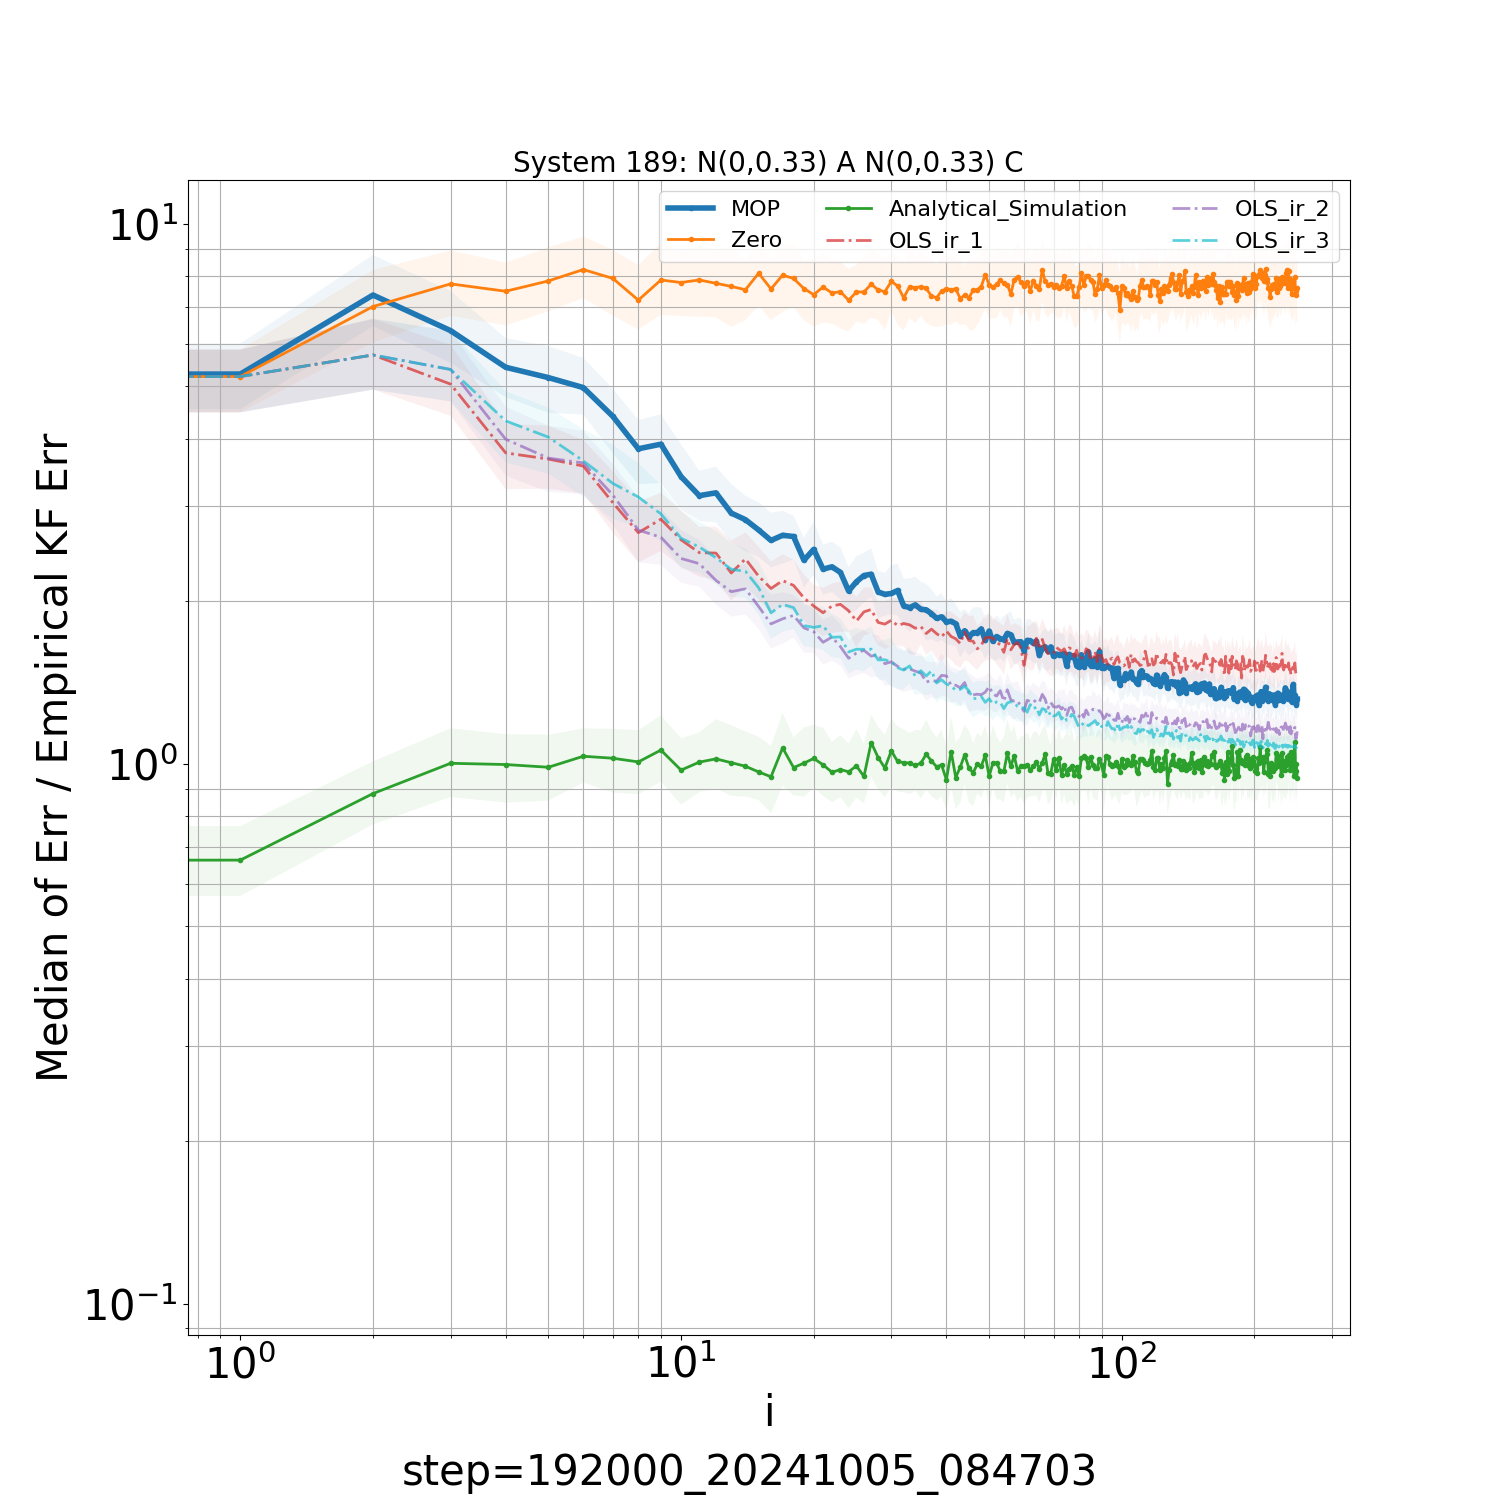 System 189: N(0,0.33) A N(0,0.33) C
MOP
Zero
Analytical_Simulation
OLS_ir_1
OLS_ir_2
OLS_ir_3
Median of Err / Empirical KF Err
10¹
10⁰
10⁻¹
10⁰ 10¹ 10²
i
step=192000_20241005_084703